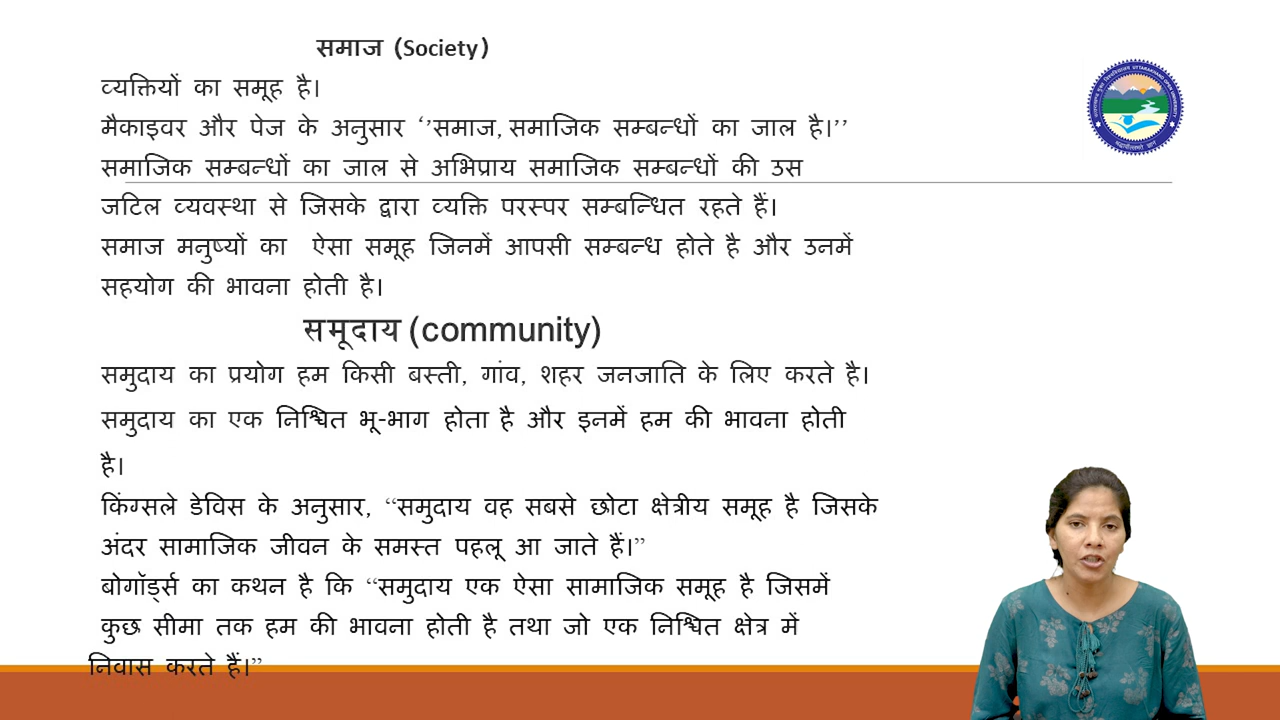 समाज (Society)
व्यक्तियों का समूह है।
मैकाइवर और पेज के अनुसार ‘’समाज, समाजिक सम्बन्धों का जाल है।’’
समाजिक सम्बन्धों का जाल से अभिप्राय समाजिक सम्बन्धों की उस
जटिल व्यवस्था से जिसके द्वारा व्यक्ति परस्पर सम्बन्धित रहते हैं।
समाज मनुष्यों का ऐसा समूह जिनमें आपसी सम्बन्ध होते है और उनमें
सहयोग की भावना होती है।
समूदाय (community)
समुदाय का प्रयोग हम किसी बस्ती, गांव, शहर जनजाति के लिए करते है।
समुदाय का एक निश्चित भू-भाग होता है और इनमें हम की भावना होती
है।
किंग्सले डेविस के अनुसार, “समुदाय वह सबसे छोटा क्षेत्रीय समूह है जिसके
अंदर सामाजिक जीवन के समस्त पहलू आ जाते हैं।”
बोगॉर्ड्स का कथन है कि “समुदाय एक ऐसा सामाजिक समूह है जिसमें
कुछ सीमा तक हम की भावना होती है तथा जो एक निश्चित क्षेत्र में
निवास करते हैं।”